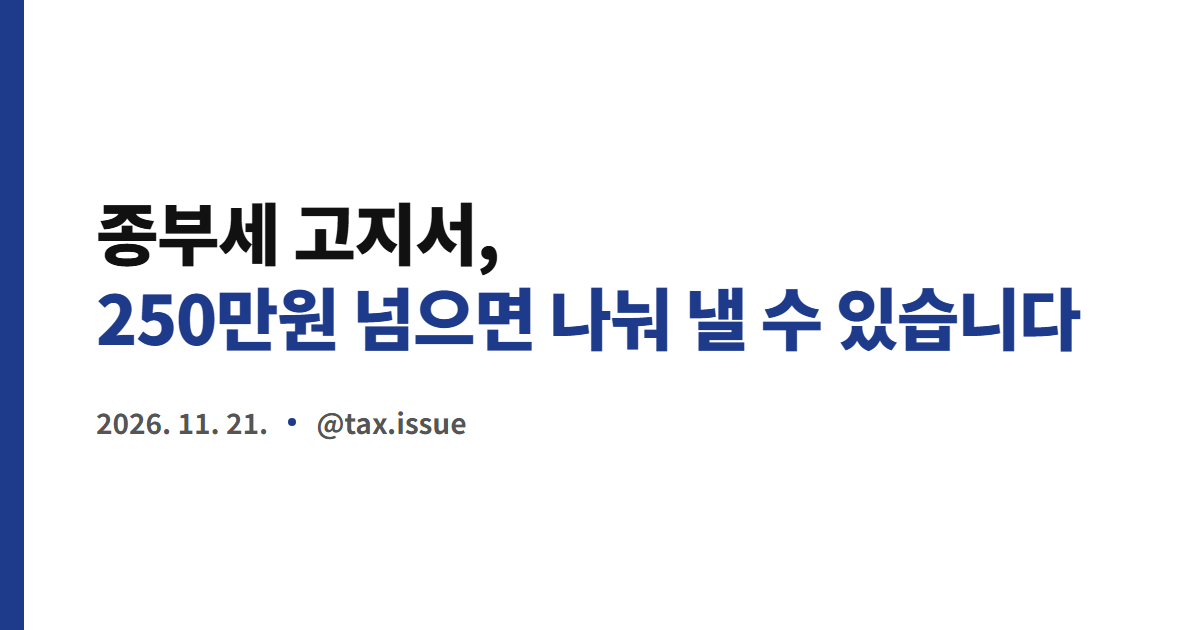 종부세 고지서,
250만원 넘으면 나눠 낼 수 있습니다
2026. 11. 21. • @tax.issue